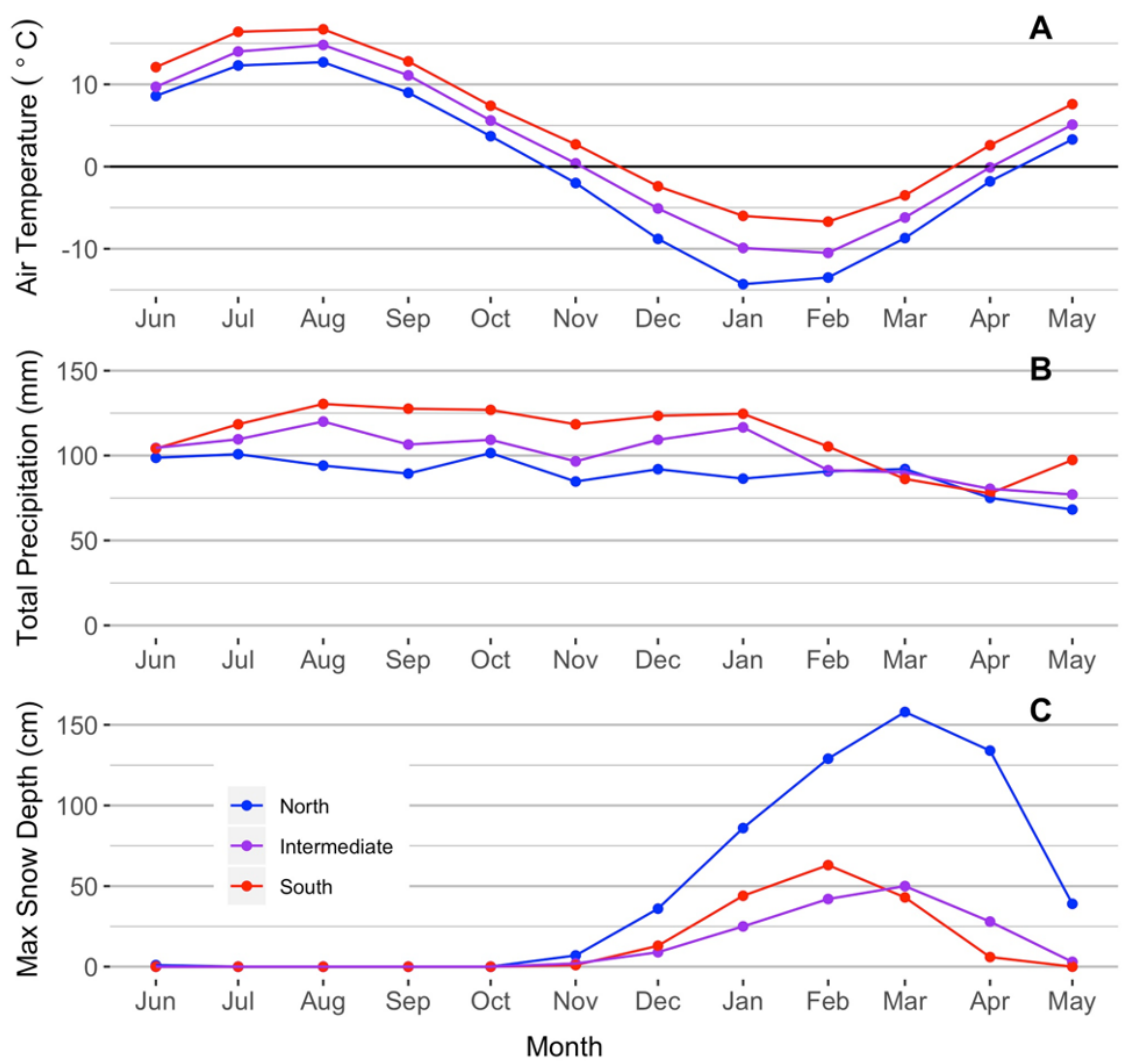 A
Air Temperature ( ° C)
10
0
-10
Jun Jul Aug Sep Oct Nov Dec Jan Feb Mar Apr May
B
Total Precipitation (mm)
150
100
50
0
Jun Jul Aug Sep Oct Nov Dec Jan Feb Mar Apr May
C
Max Snow Depth (cm)
150
100
50
0
North
Intermediate
South
Jun Jul Aug Sep Oct Nov Dec Jan Feb Mar Apr May
Month